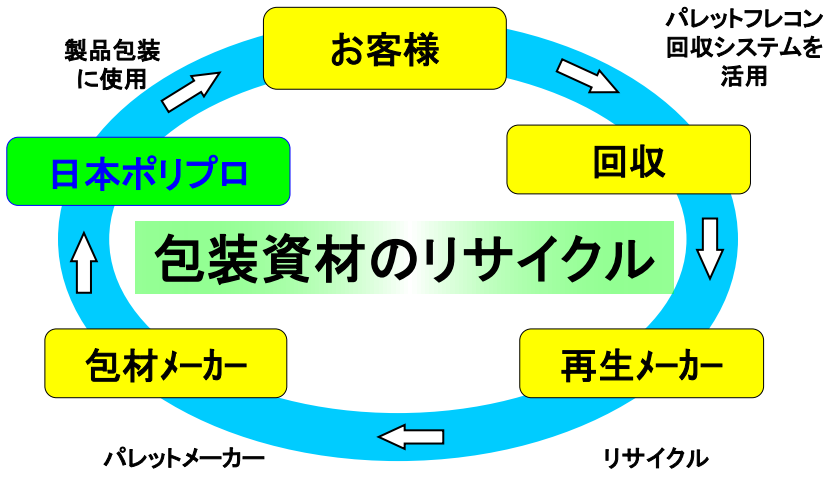 お客様
製品包装
に使用
パレットフレコン
回収システムを
活用
日本ポリプロ
回収
包装資材のリサイクル
包材ﾒｰｶｰ
再生ﾒｰｶｰ
パレットメーカー
リサイクル